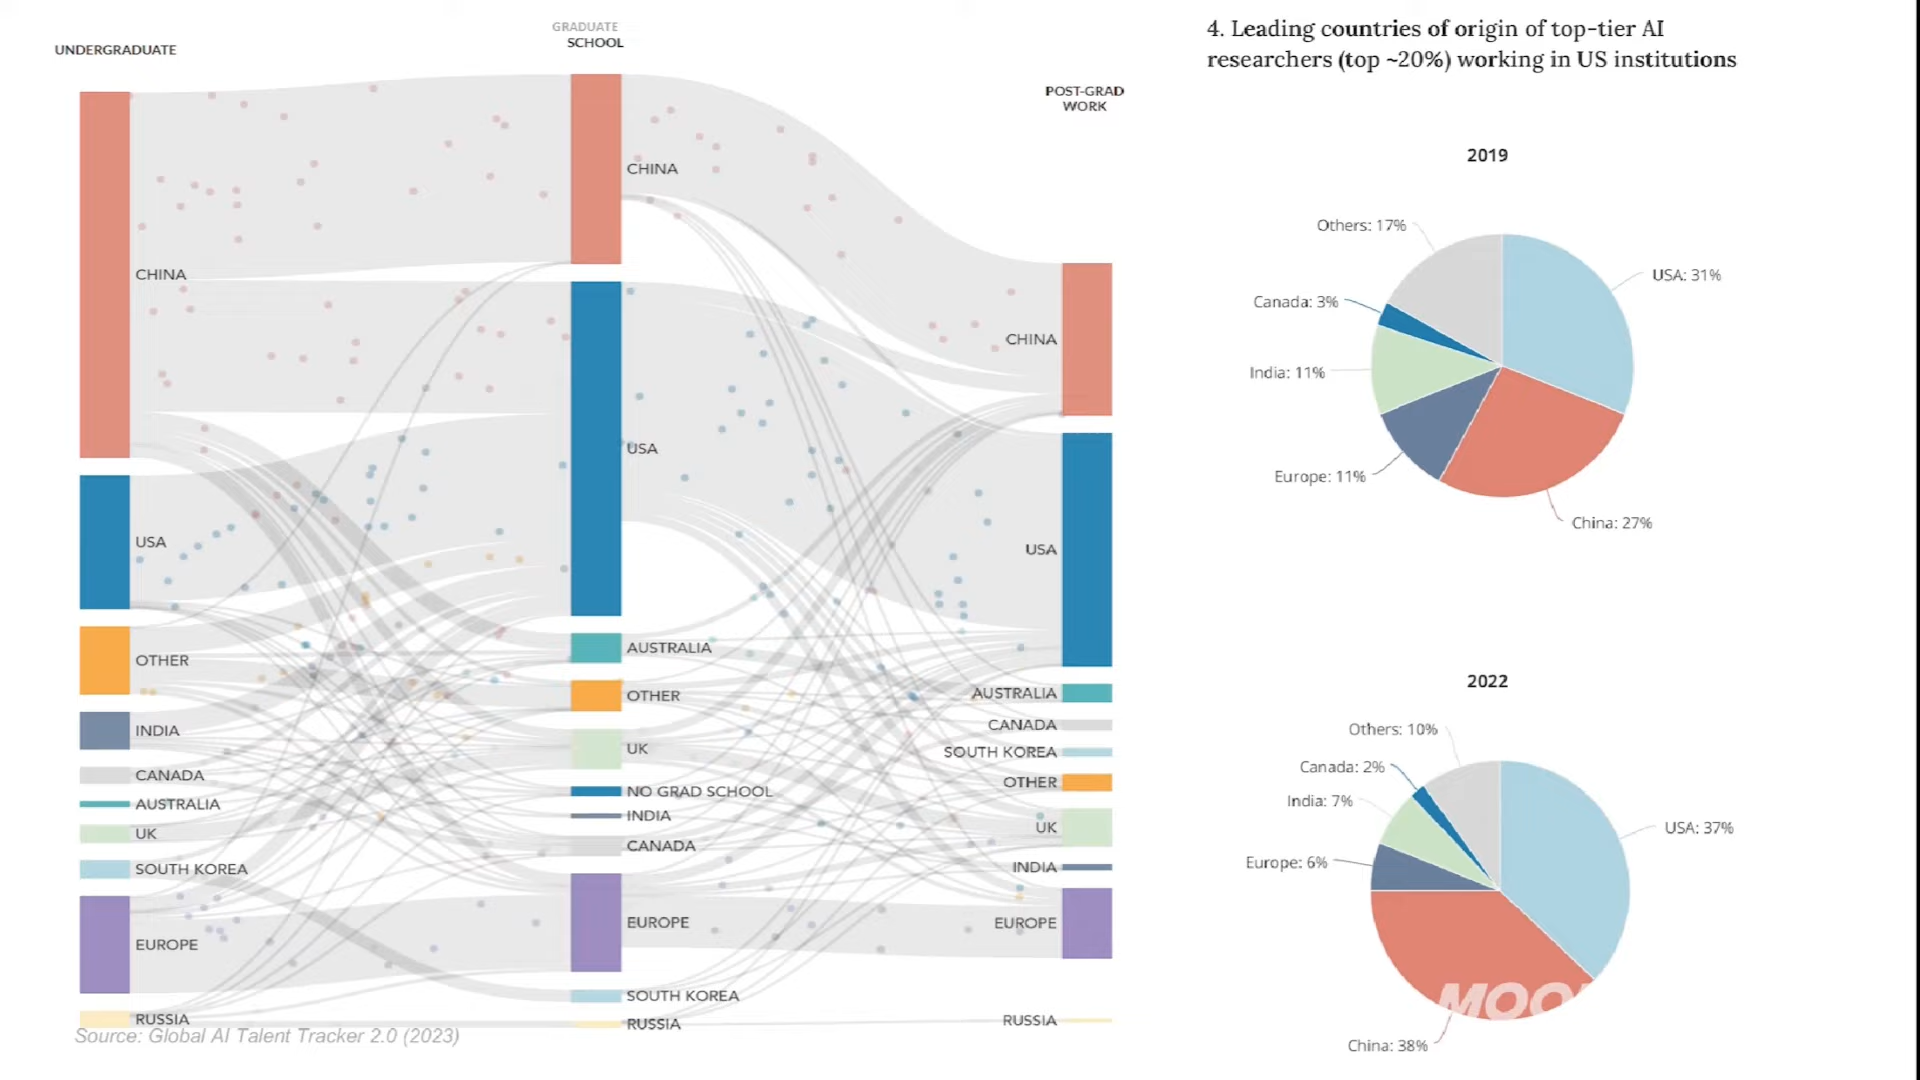 UNDERGRADUATE
GRADUATE
SCHOOL
POST-GRAD
WORK
CHINA
USA
OTHER
INDIA
CANADA
AUSTRALIA
UK
SOUTH KOREA
EUROPE
RUSSIA
CHINA
USA
AUSTRALIA
OTHER
UK
NO GRAD SCHOOL
INDIA
CANADA
EUROPE
SOUTH KOREA
RUSSIA
CHINA
USA
AUSTRALIA
CANADA
SOUTH KOREA
OTHER
UK
INDIA
EUROPE
RUSSIA
Source: Global AI Talent Tracker 2.0 (2023)
4. Leading countries of origin of top-tier AI
researchers (top ~20%) working in US institutions
2019
Others: 17%
USA: 31%
Canada: 3%
India: 11%
Europe: 11%
China: 27%
2022
Others: 10%
Canada: 2%
India: 7%
USA: 37%
Europe: 6%
China: 38%